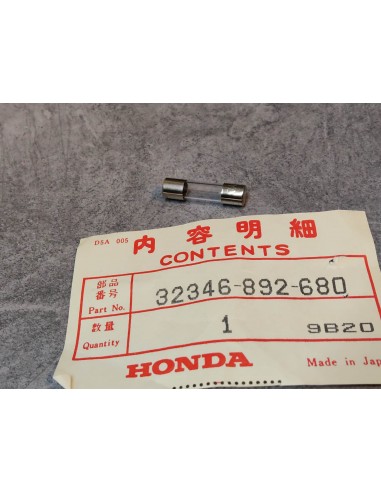 DSA 005
内容明細
CONTENTS
部品番号
Part No.
32346-892-680
数量
Quantity
1
9B20
HONDA
Made in Jap